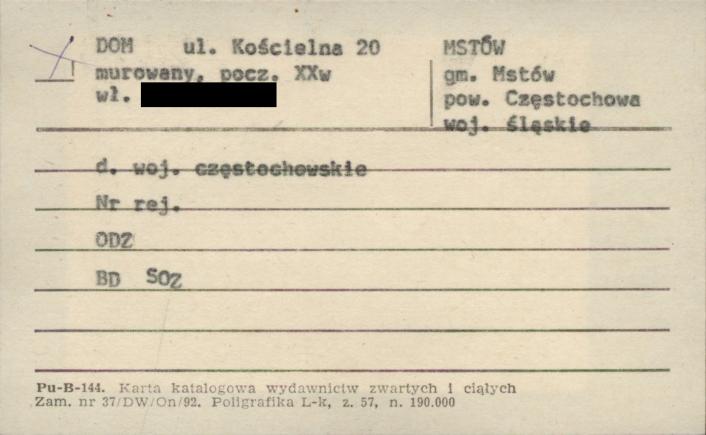 DOM ul. Kościelna 20
murowany, pocz. XXw
wł.
MSTÓW
gm. Mstów
pow. Częstochowa
woj. śląskie
d. woj. częstochowskie
Nr rej.
ODZ
BD SOZ
Pu-B-144. Karta katalogowa wydawnictw zwartych i ciąłych
Zam. nr 37/DW/On/92. Poligrafika L-k, z. 57, n. 190.000